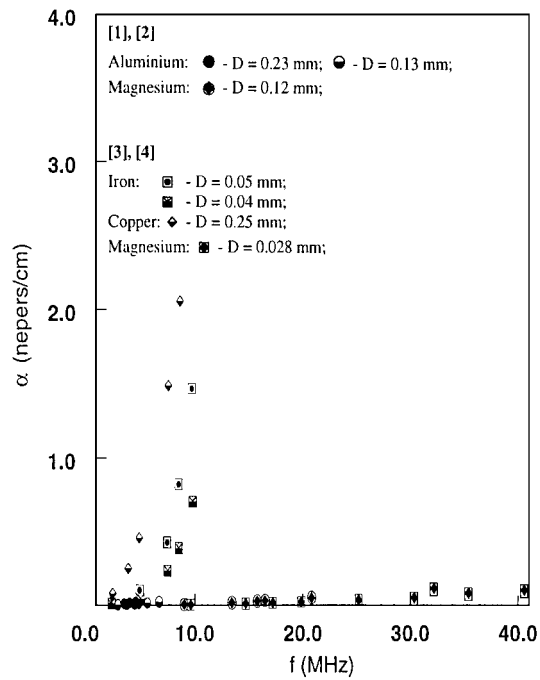 4.0
[1], [2]
Aluminium: - D = 0.23 mm; - D = 0.13 mm;
Magnesium: - D = 0.12 mm;
3.0
[3], [4]
Iron: - D = 0.05 mm;
- D = 0.04 mm;
Copper: - D = 0.25 mm;
Magnesium: - D = 0.028 mm;
α (nepers/cm)
2.0
1.0
0.0 10.0 20.0 30.0 40.0
f (MHz)